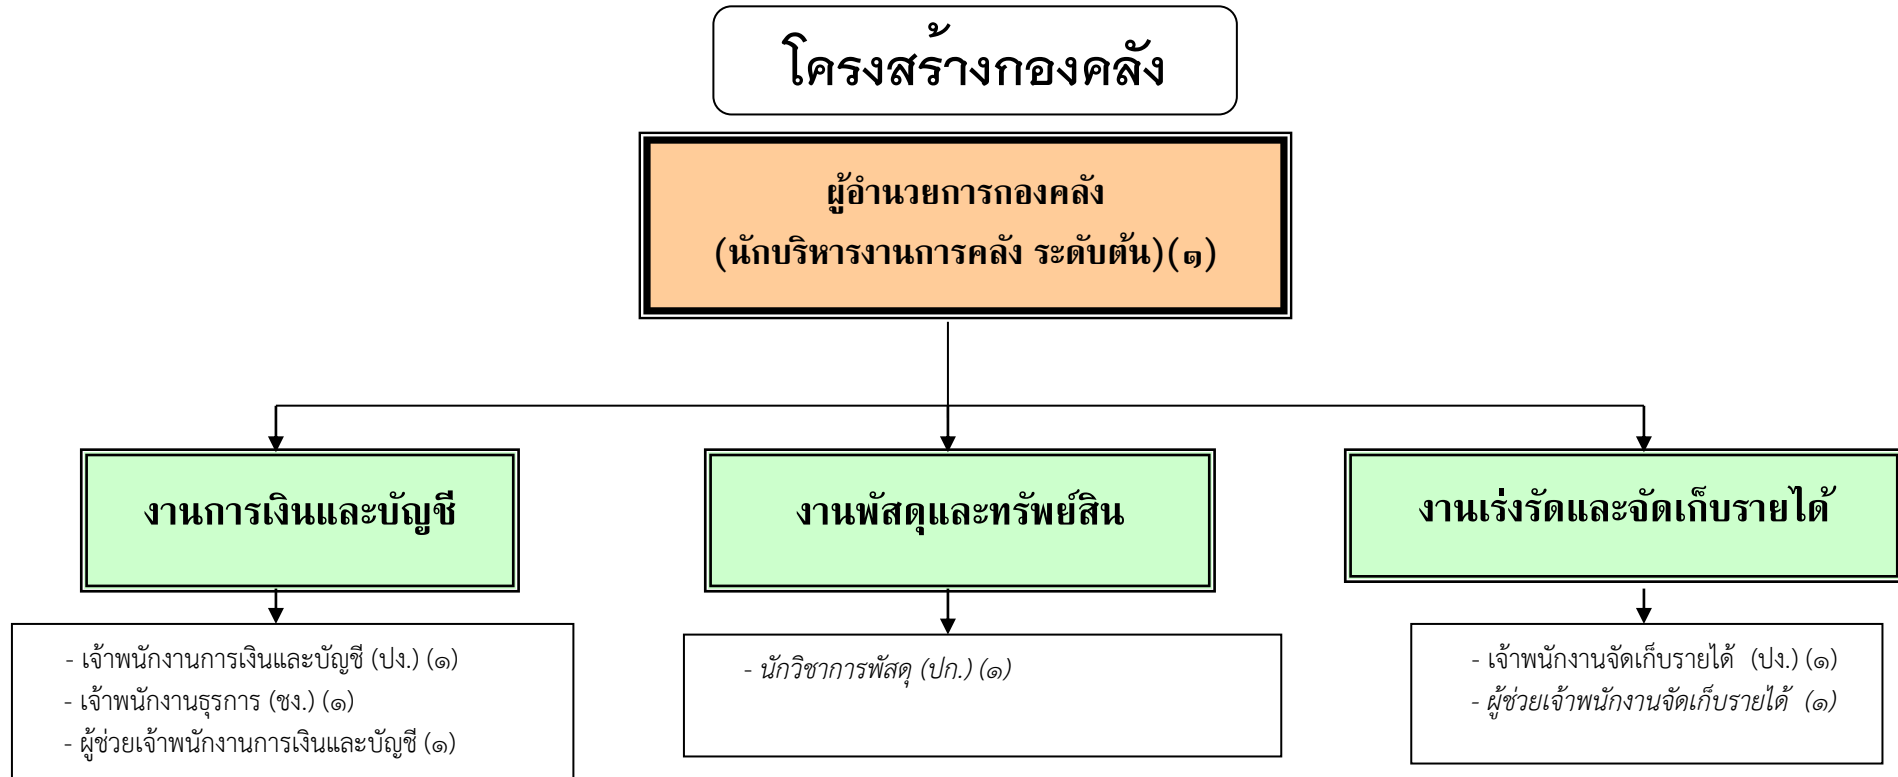 โครงสร้างกองคลัง
ผู้อำนวยการกองคลัง
(นักบริหารงานการคลัง ระดับต้น)(๑)
งานการเงินและบัญชี
- เจ้าพนักงานการเงินและบัญชี (ปง.) (๑)
- เจ้าพนักงานธุรการ (ชง.) (๑)
- ผู้ช่วยเจ้าพนักงานการเงินและบัญชี (๑)
งานพัสดุและทรัพย์สิน
- นักวิชาการพัสดุ (ปก.) (๑)
งานเร่งรัดและจัดเก็บรายได้
- เจ้าพนักงานจัดเก็บรายได้ (ปง.) (๑)
- ผู้ช่วยเจ้าพนักงานจัดเก็บรายได้ (๑)